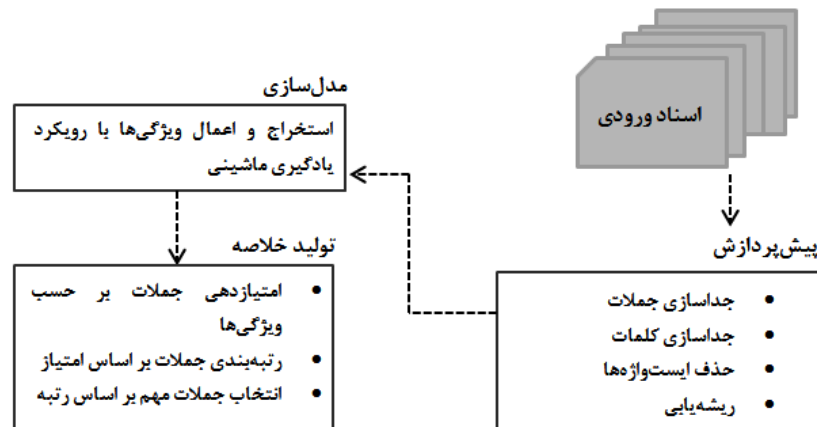 اسناد ورودی
پیش‌پردازش
• جداسازی جملات
• جداسازی کلمات
• حذف ایست‌واژه‌ها
• ریشه‌یابی
مدل‌سازی
استخراج و اعمال ویژگی‌ها با رویکرد
یادگیری ماشینی
تولید خلاصه
• امتیازدهی جملات بر حسب
ویژگی‌ها
• رتبه‌بندی جملات بر اساس امتیاز
• انتخاب جملات مهم بر اساس رتبه